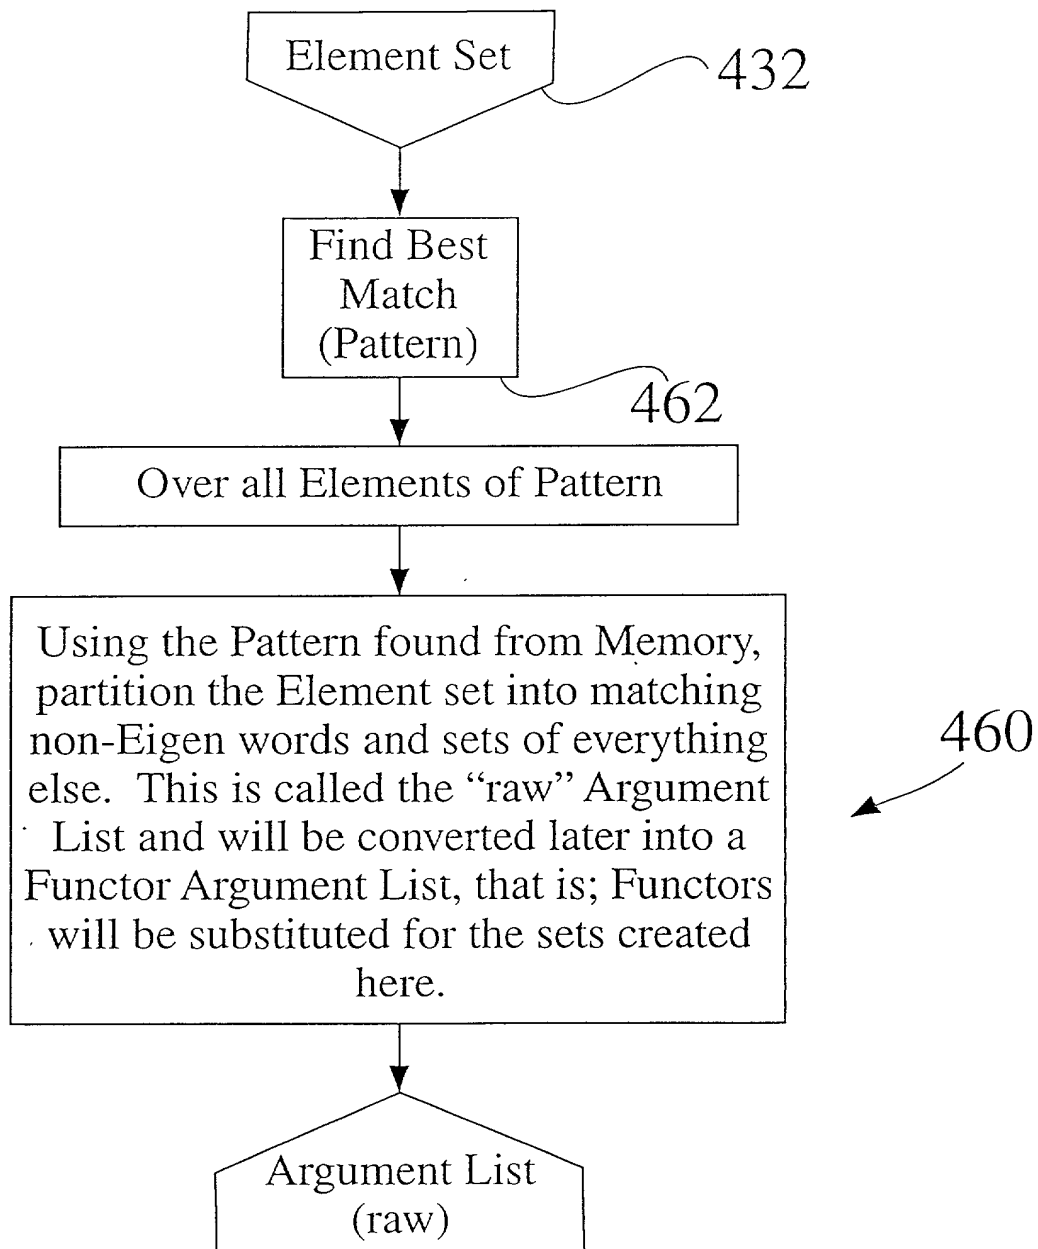 Element Set
432
Find Best
Match
(Pattern)
462
Over all Elements of Pattern
Using the Pattern found from Memory,
partition the Element set into matching
non-Eigen words and sets of everything
else. This is called the “raw” Argument
List and will be converted later into a
Functor Argument List, that is; Functors
will be substituted for the sets created
here.
460
Argument List
(raw)